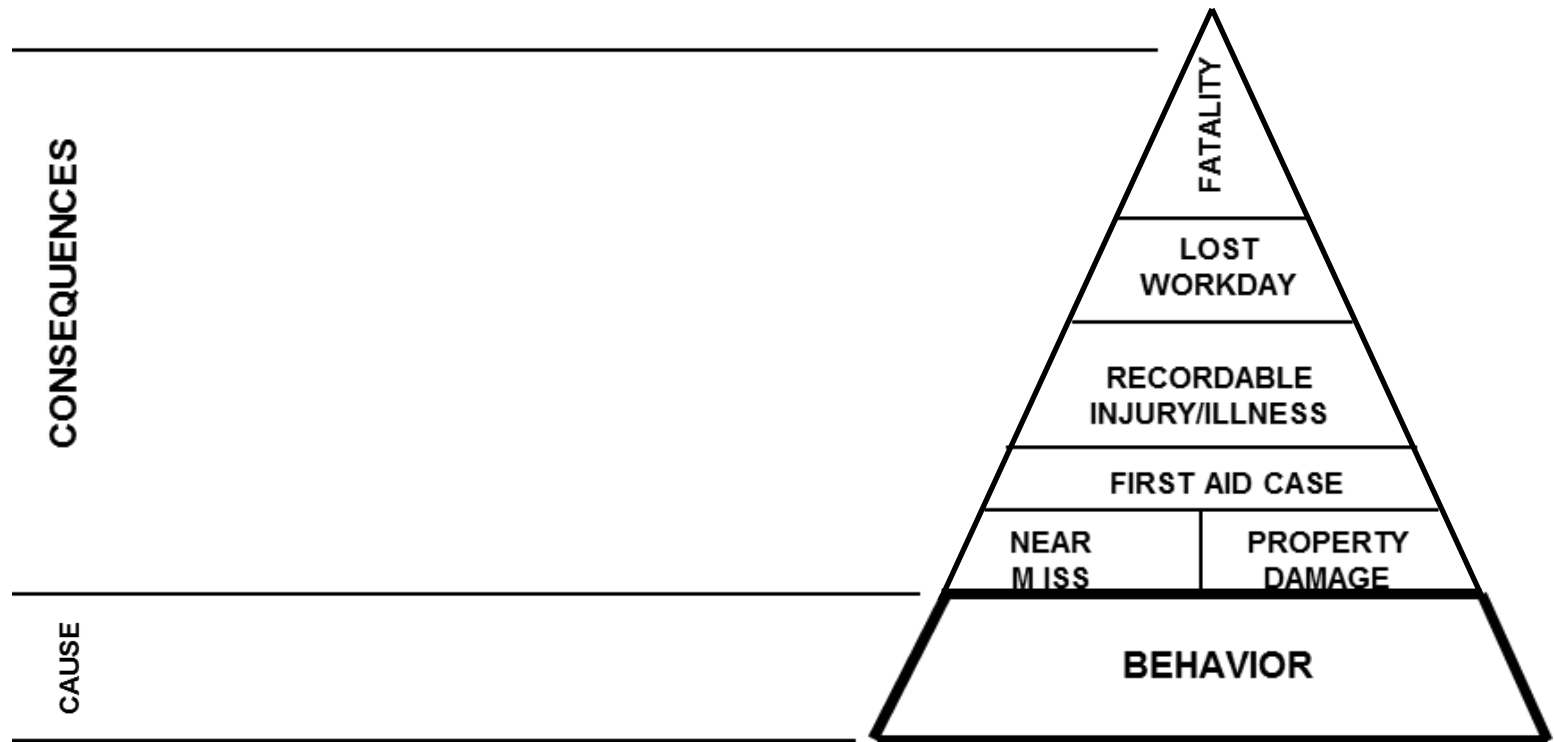 CONSEQUENCES
FATALITY
LOST
WORKDAY
RECORDABLE
INJURY/ILLNESS
FIRST AID CASE
NEAR
MISS
PROPERTY
DAMAGE
CAUSE
BEHAVIOR